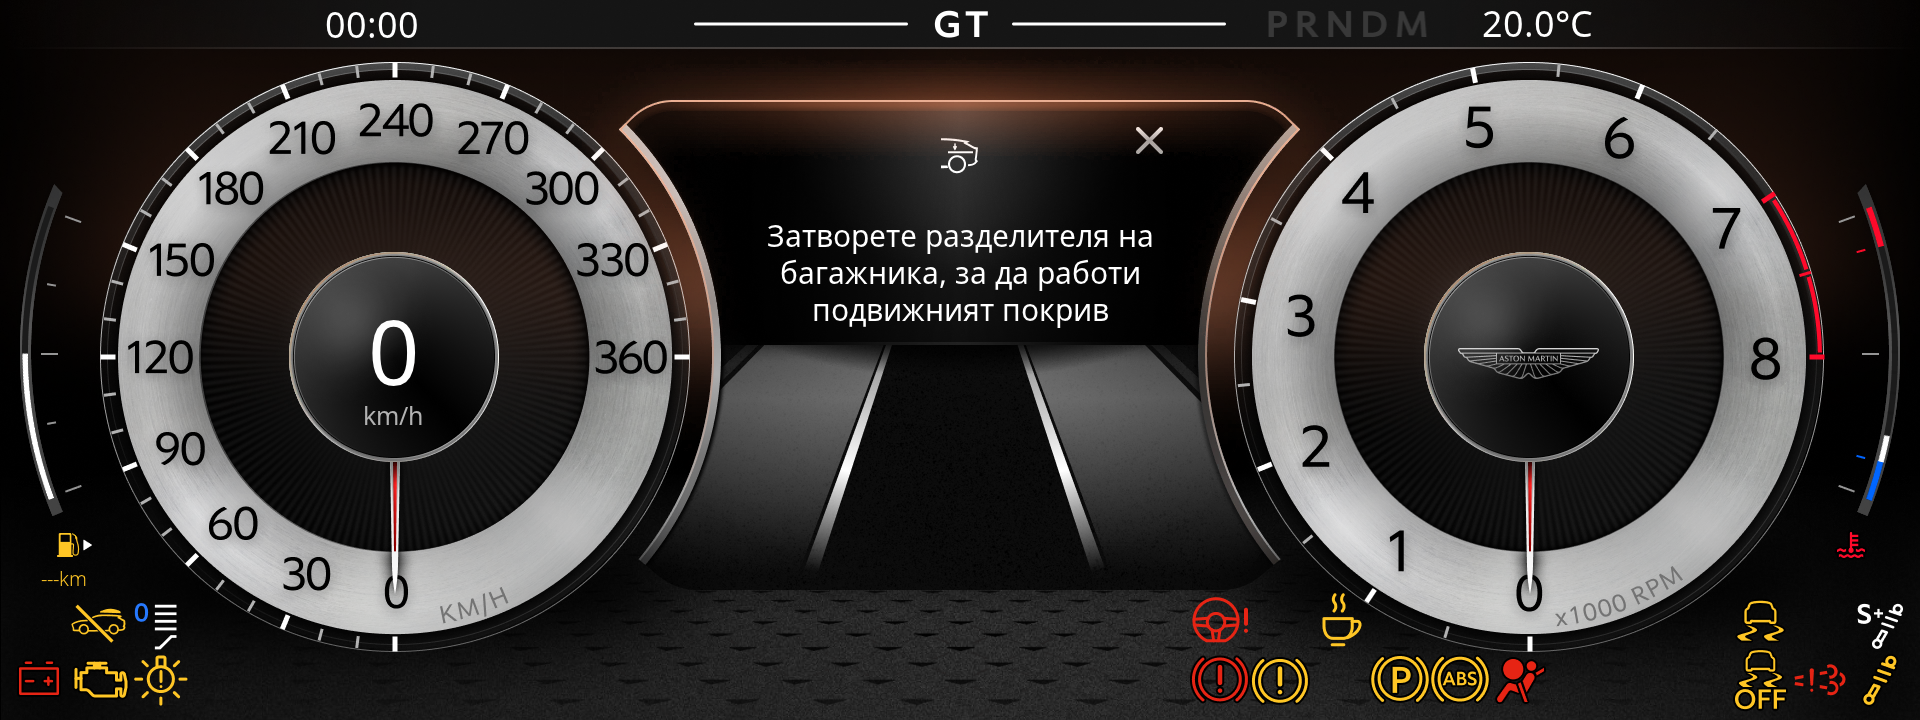 00:00
GT
PRNDM
20.0°C
Затворете разделителя на
багажника, за да работи
подвижният покрив
0
30
60
90
120
150
180
210
240
270
300
330
360
KM/H
0
km/h
0
1
2
3
4
5
6
7
8
x1000 RPM
ASTON MARTIN
---km
0
S+
P
ABS
OFF